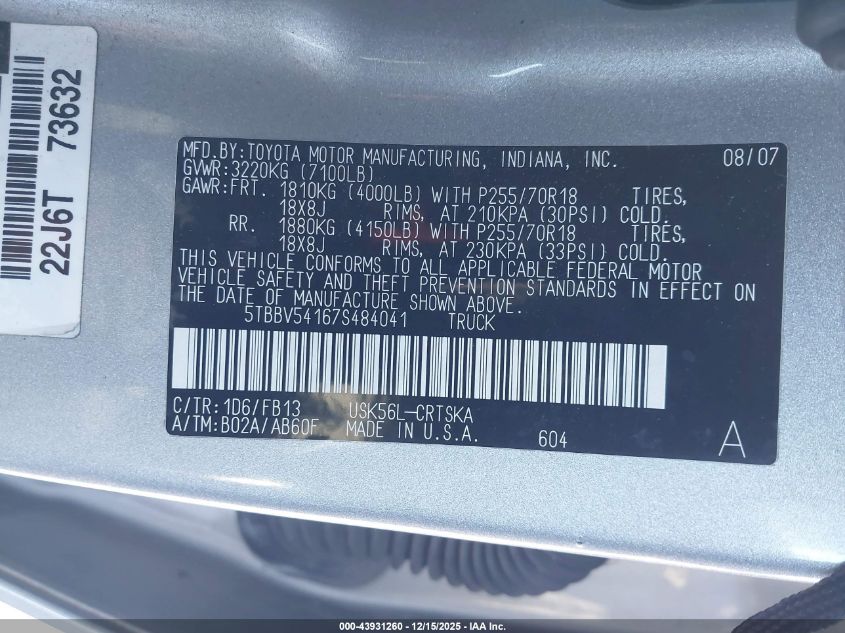 22J6T 73632
MFD.BY:TOYOTA MOTOR MANUFACTURING, INDIANA, INC. 08/07
GVWR:3220KG (7100LB)
GAWR:FRT. 1810KG (4000LB) WITH P255/70R18 TIRES,
18X8J RIMS, AT 210KPA (30PSI) COLD.
RR. 1880KG (4150LB) WITH P255/70R18 TIRES,
18X8J RIMS, AT 230KPA (33PSI) COLD.
THIS VEHICLE CONFORMS TO ALL APPLICABLE FEDERAL MOTOR
VEHICLE SAFETY AND THEFT PREVENTION STANDARDS IN EFFECT ON
THE DATE OF MANUFACTURE SHOWN ABOVE.
5TBBV54167S484041 TRUCK
C/TR:1D6/FB13 USK56L-CRTSKA
A/TM:B02A/AB60F MADE IN U.S.A. 604 A
000-43931260 - 12/15/2025 - IAA Inc.